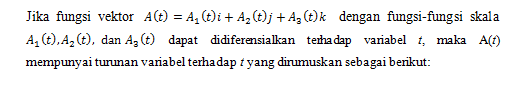 Jika fungsi vektor A(t) = A₁(t)i + A₂(t)j + A₃(t)k dengan fungsi-fungsi skala
A₁(t), A₂(t), dan A₃(t) dapat didiferensialkan terhadap variabel t, maka A(t)
mempunyai turunan variabel terhadap t yang dirumuskan sebagai berikut: